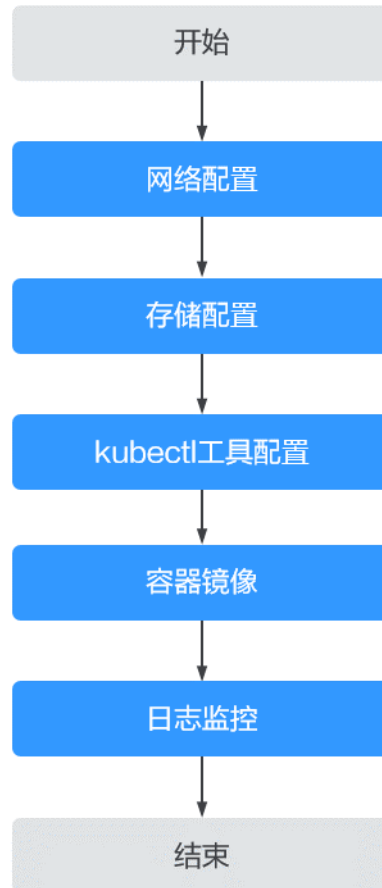 开始
网络配置
存储配置
kubectl工具配置
容器镜像
日志监控
结束